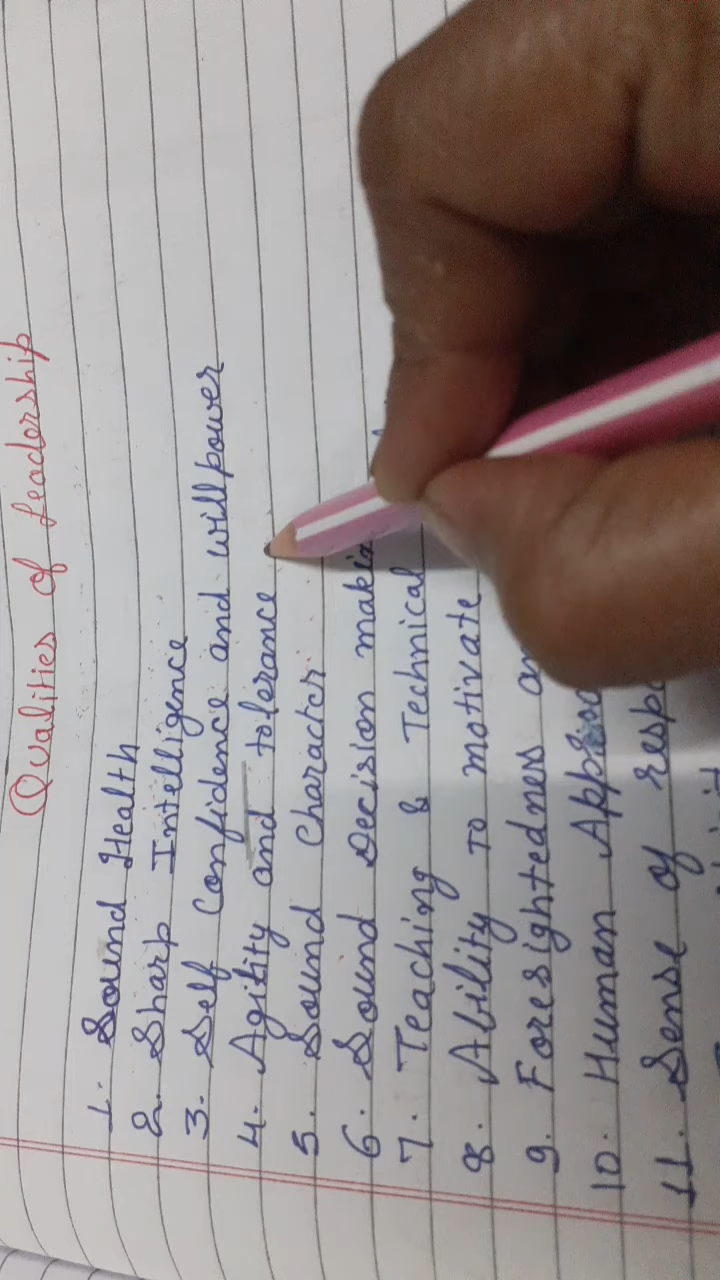 Qualities of Leadership
1. Sound Health
2. Sharp Intelligence
3. Self Confidence and will power
4. Agility and tolerance
5. Sound Character
6. Sound Decision
7. Teaching & Technical
8. Ability To motivate
9. Foresightedness
10. Human
11. Sense of